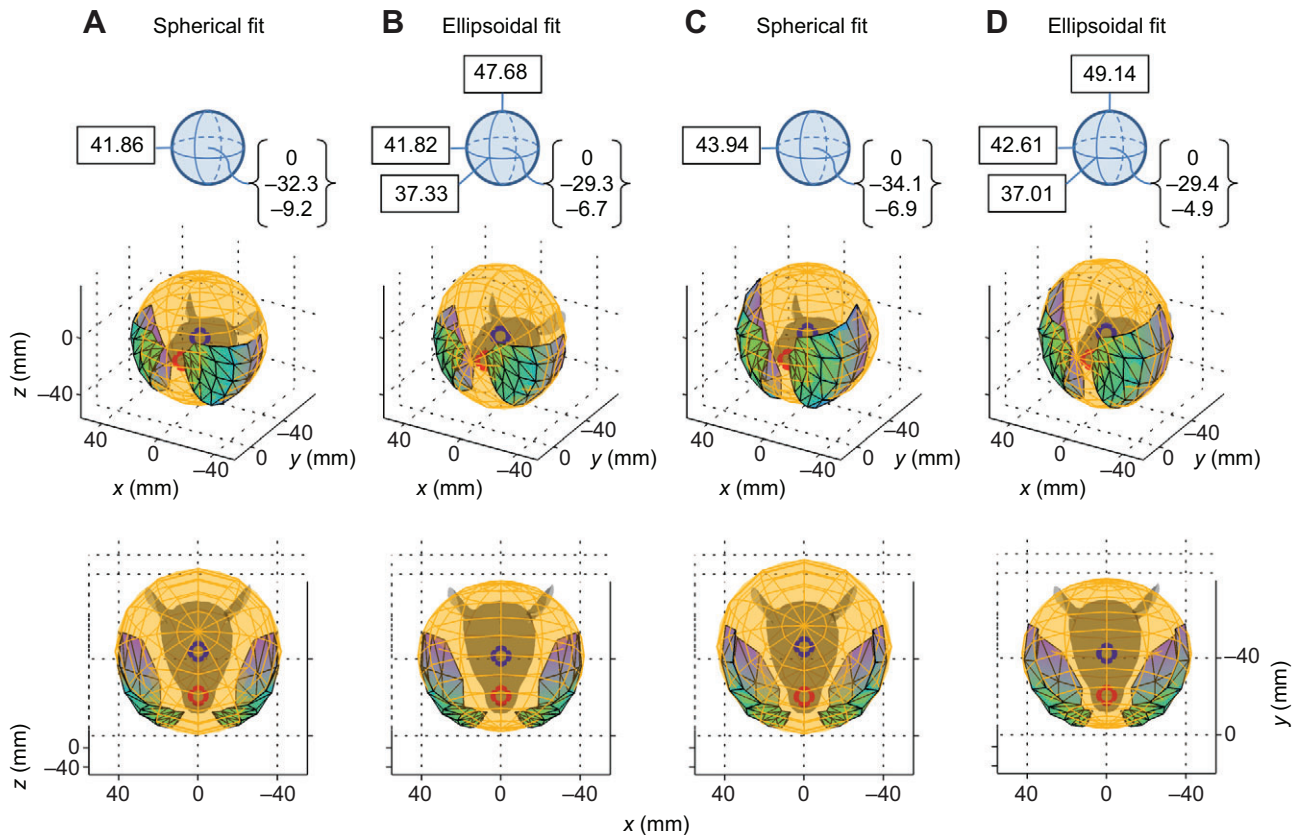 A Spherical fit B Ellipsoidal fit C Spherical fit D Ellipsoidal fit
47.68 49.14
41.86 41.82 43.94 42.61
37.33 37.01
0 0 0 0
–32.3 –29.3 –34.1 –29.4
–9.2 –6.7 –6.9 –4.9
z (mm)
0
–40
40 0 –40 0 –40 y (mm)
x (mm)
40 0 –40 0 –40 y (mm)
x (mm)
40 0 –40 0 –40 y (mm)
x (mm)
40 0 –40 0 –40 y (mm)
x (mm)
z (mm)
0
–40
40 0 –40 40 0 –40 40 0 –40 40 0 –40
–40
0
y (mm)
x (mm)